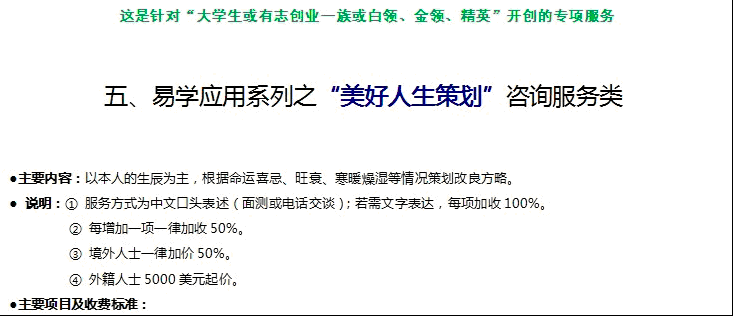 这是针对“大学生或有志创业一族或白领、金领、精英”开创的专项服务
五、易学应用系列之“美好人生策划”咨询服务类
●主要内容：以本人的生辰为主，根据命运喜忌、旺衰、寒暖燥湿等情况策划改良方略。
● 说明：① 服务方式为中文口头表述（面测或电话交谈）；若需文字表达，每项加收 100%。
② 每增加一项一律加收 50%。
③ 境外人士一律加价 50%。
④ 外籍人士 5000 美元起价。
●主要项目及收费标准：